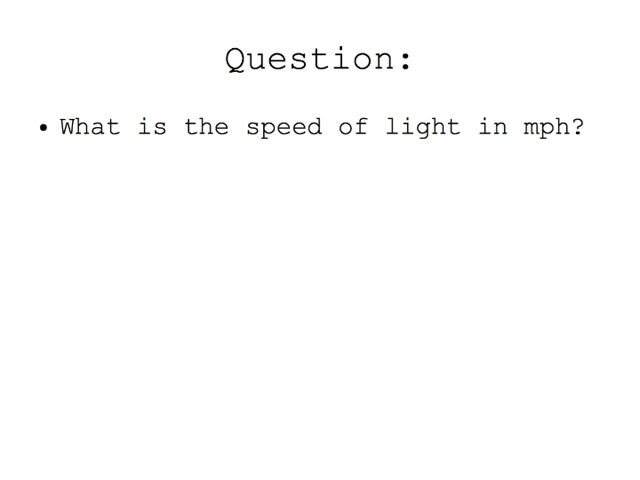 Question:
• What is the speed of light in mph?